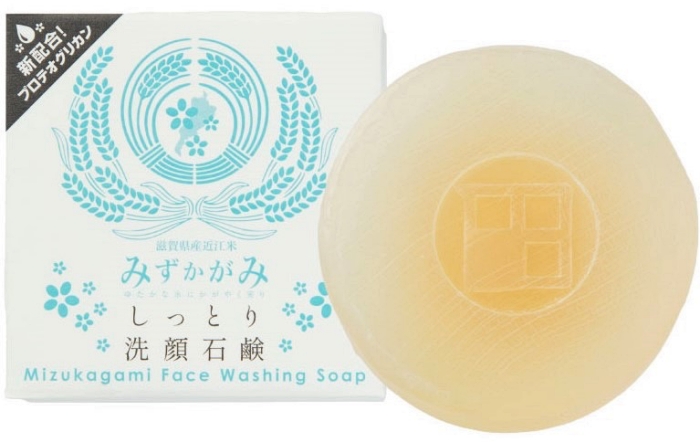 新配合!
プロテオグリカン
滋賀県産近江米
みずかがみ
しっとり
洗顔石鹸
Mizukagami Face Washing Soap